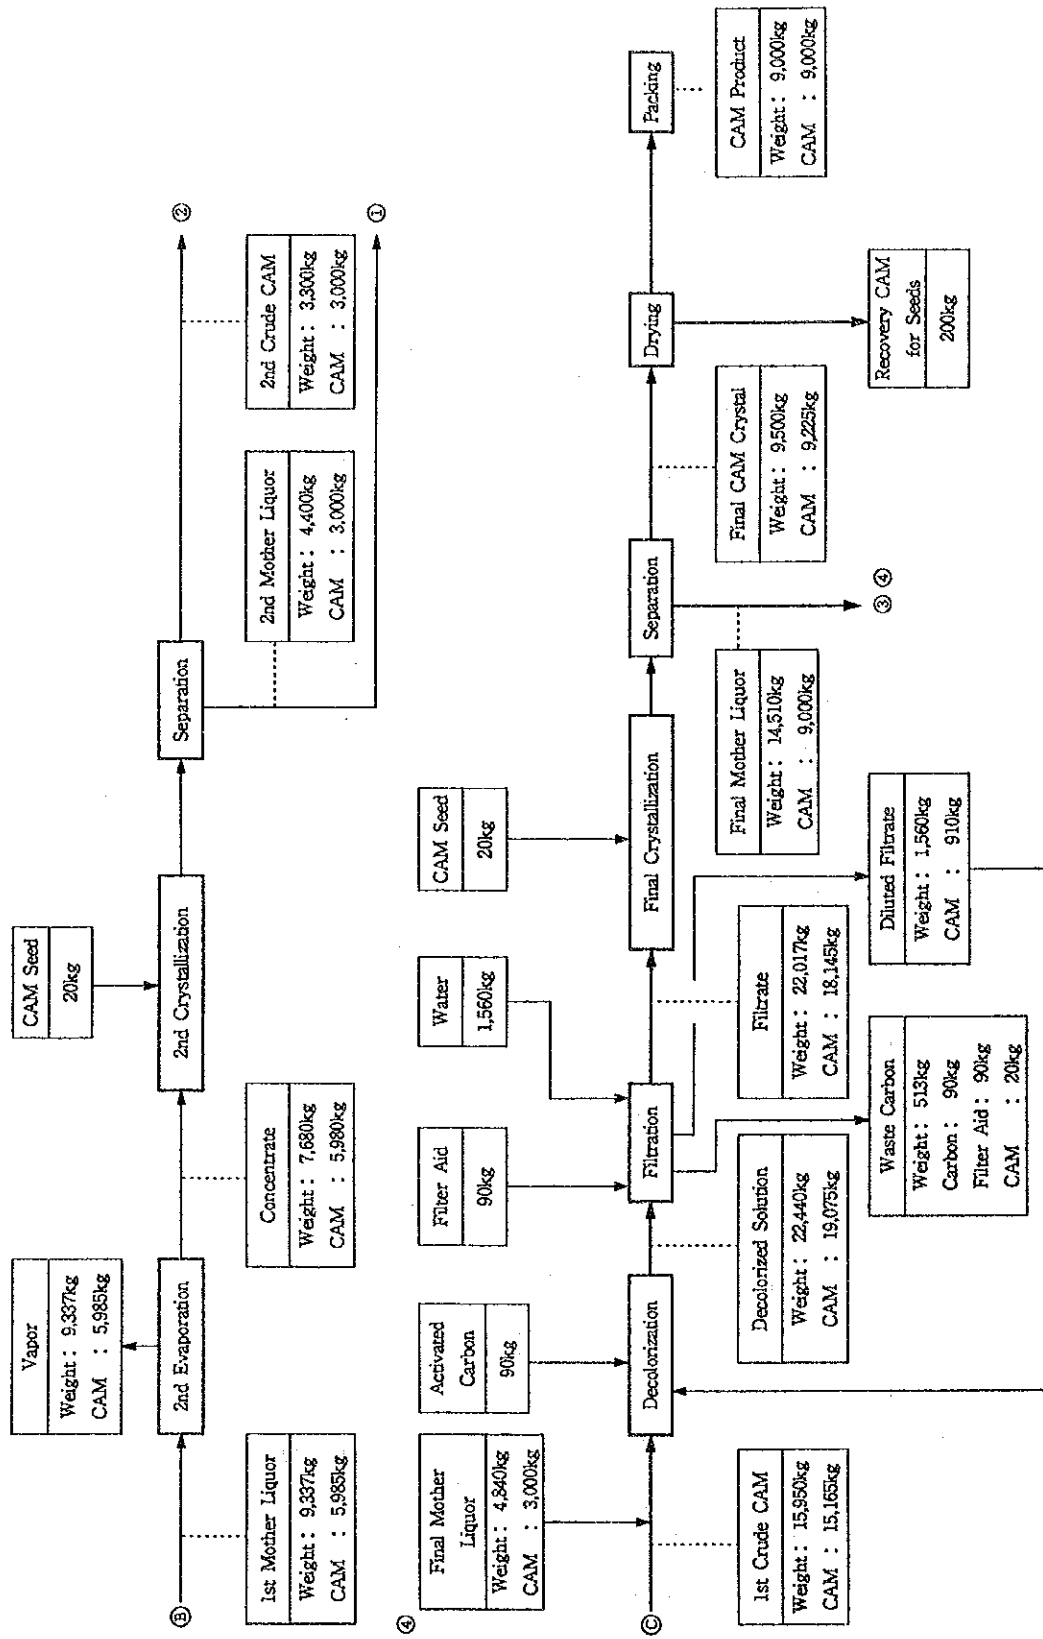 Vapor
Weight : 9,337kg
CAM : 5,985kg
CAM Seed
20kg
Ⓑ
2nd Evaporation
2nd Crystallization
Separation
②
1st Mother Liquor
Weight : 9,337kg
CAM : 5,985kg
Concentrate
Weight : 7,680kg
CAM : 5,980kg
2nd Mother Liquor
Weight : 4,400kg
CAM : 3,000kg
2nd Crude CAM
Weight : 3,300kg
CAM : 3,000kg
①
④
Final Mother
Liquor
Weight : 4,840kg
CAM : 3,000kg
Activated
Carbon
90kg
Filter Aid
90kg
Water
1,560kg
CAM Seed
20kg
Ⓒ
Decolorization
Filtration
Final Crystallization
Separation
Drying
Packing
1st Crude CAM
Weight : 15,950kg
CAM : 15,165kg
Decolorized Solution
Weight : 22,440kg
CAM : 19,075kg
Filtrate
Weight : 22,017kg
CAM : 18,145kg
Final Mother Liquor
Weight : 14,510kg
CAM : 9,000kg
Final CAM Crystal
Weight : 9,500kg
CAM : 9,225kg
CAM Product
Weight : 9,000kg
CAM : 9,000kg
③ ④
Waste Carbon
Weight : 513kg
Carbon : 90kg
Filter Aid : 90kg
CAM : 20kg
Diluted Filtrate
Weight : 1,560kg
CAM : 910kg
Recovery CAM
for Seeds
200kg